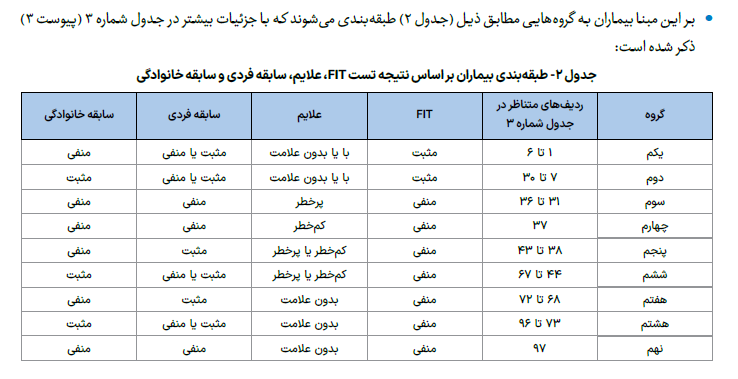 • بر این مبنا بیماران به گروه‌هایی مطابق ذیل (جدول ۲) طبقه‌بندی می‌شوند که با جزئیات بیشتر در جدول شماره ۳ (پیوست ۳)
ذکر شده است:
جدول ۲- طبقه‌بندی بیماران بر اساس نتیجه تست FIT، علایم، سابقه فردی و سابقه خانوادگی
گروه ردیف‌های متناظر در جدول شماره ۳ FIT علایم سابقه فردی سابقه خانوادگی
یکم ۱ تا ۶ مثبت با یا بدون علامت مثبت یا منفی منفی
دوم ۷ تا ۳۰ مثبت با یا بدون علامت مثبت یا منفی مثبت
سوم ۳۱ تا ۳۶ منفی پرخطر منفی منفی
چهارم ۳۷ منفی کم‌خطر منفی منفی
پنجم ۳۸ تا ۴۳ منفی کم‌خطر یا پرخطر مثبت منفی
ششم ۴۴ تا ۶۷ منفی کم‌خطر یا پرخطر مثبت یا منفی مثبت
هفتم ۶۸ تا ۷۲ منفی بدون علامت مثبت منفی
هشتم ۷۳ تا ۹۶ منفی بدون علامت مثبت یا منفی مثبت
نهم ۹۷ منفی بدون علامت منفی منفی